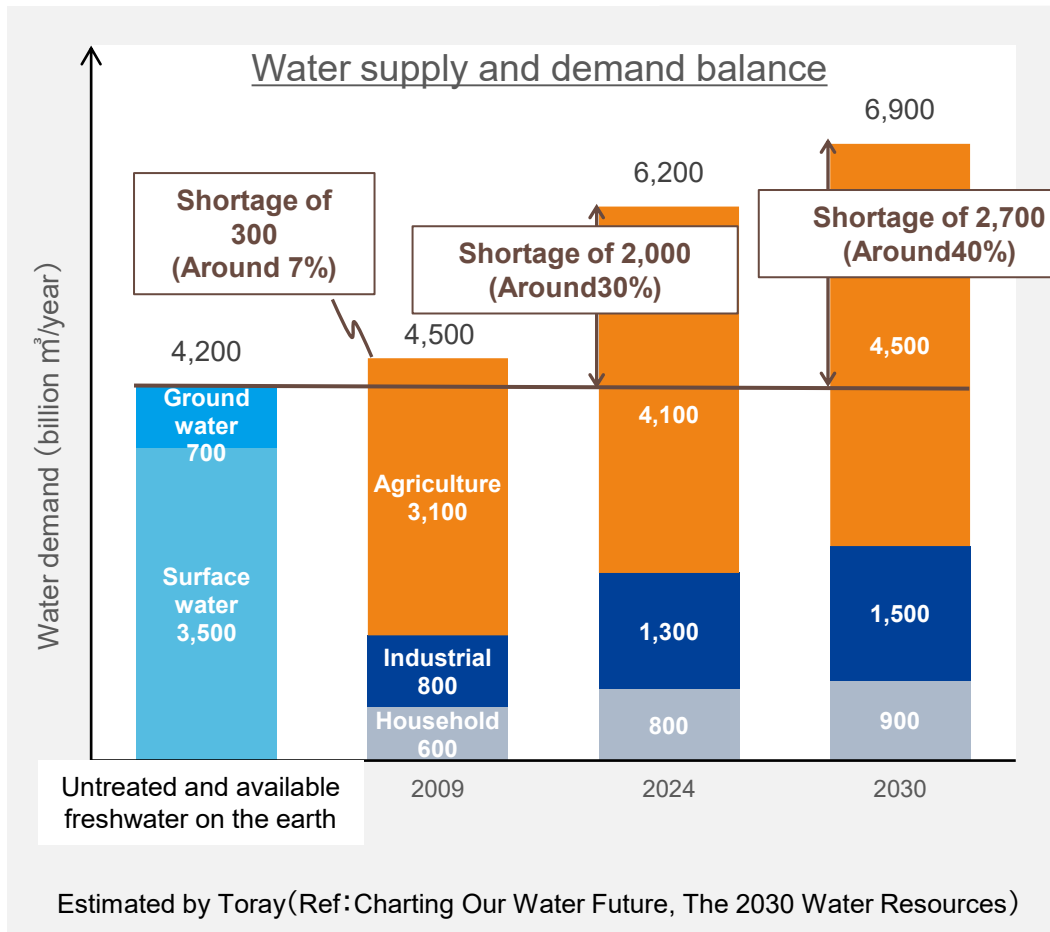 Water supply and demand balance
Water demand (billion ㎥/year)
4,200
Ground
water
700
Surface
water
3,500
Untreated and available
freshwater on the earth
Shortage of
300
(Around 7%)
4,500
Agriculture
3,100
Industrial
800
Household
600
2009
6,200
Shortage of 2,000
(Around30%)
4,100
1,300
800
2024
6,900
Shortage of 2,700
(Around40%)
4,500
1,500
900
2030
Estimated by Toray(Ref:Charting Our Water Future, The 2030 Water Resources)